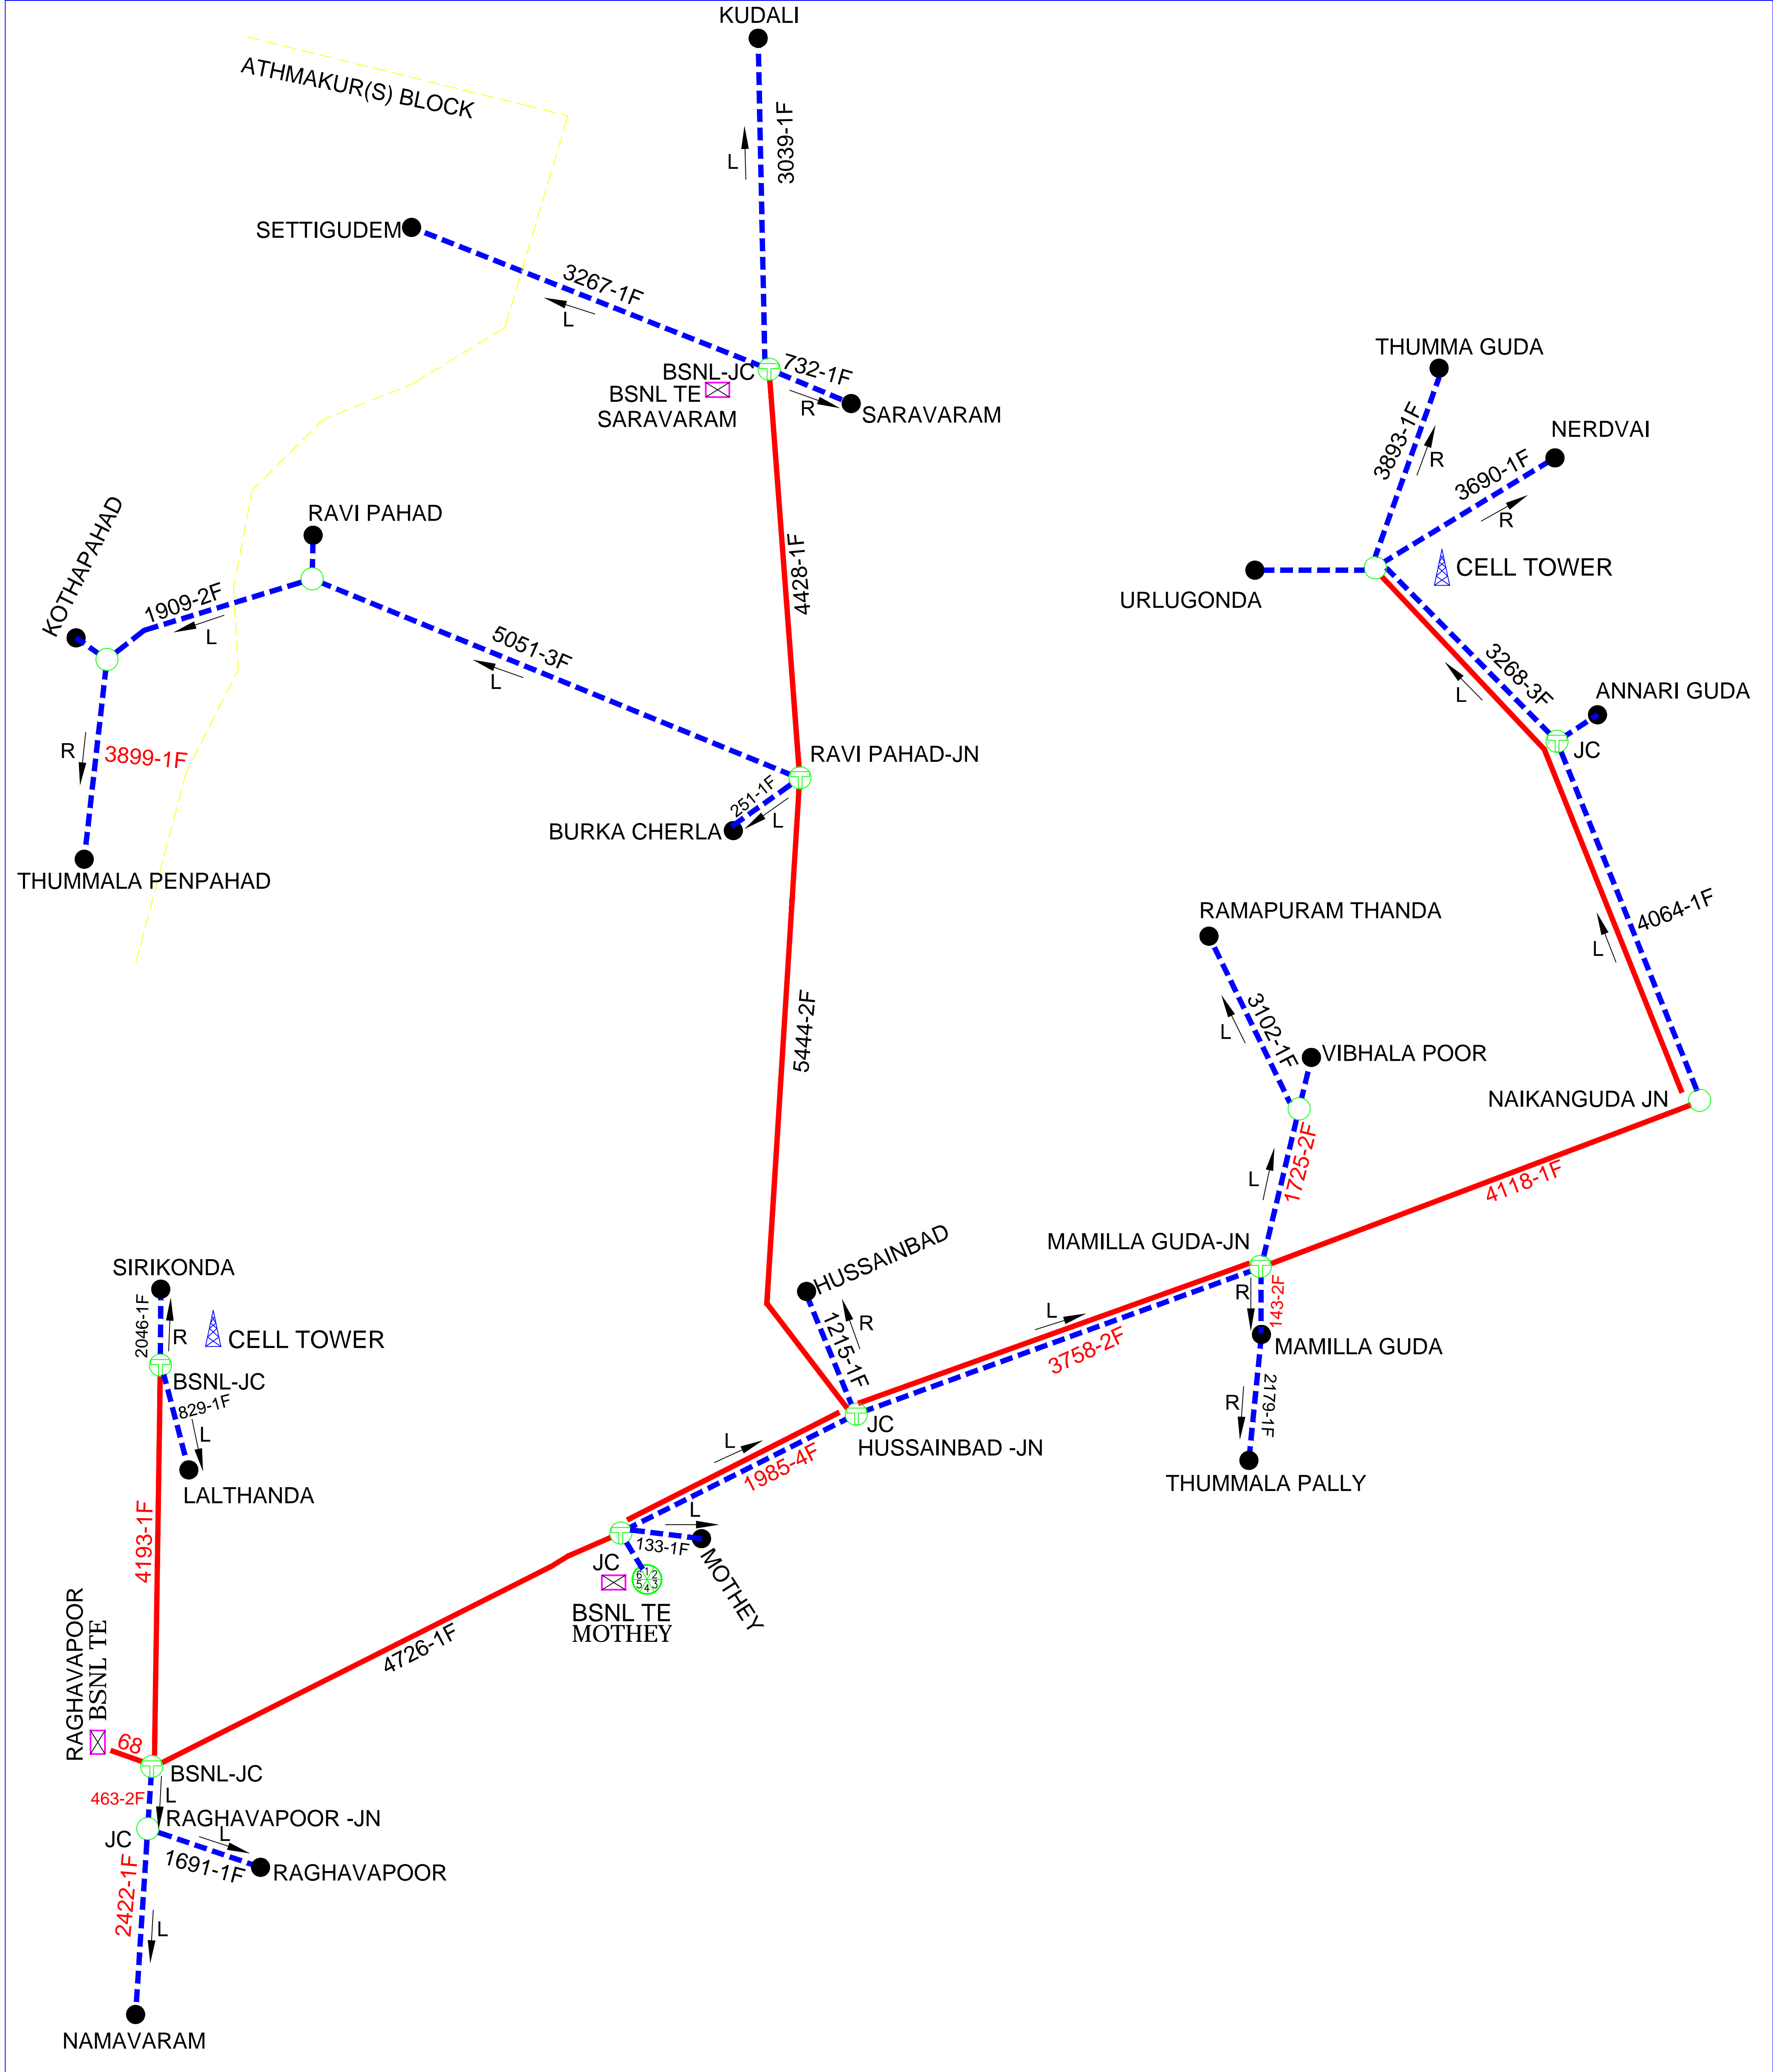 KUDALI
ATHMAKUR(S) BLOCK
3039-1F
L
SETTIGUDEM
3267-1F
L
BSNL-JC
732-1F
BSNL TE
SARAVARAM
R
SARAVARAM
THUMMA GUDA
3893-1F
R
NERDVAI
3690-1F
R
CELL TOWER
URLUGONDA
KOTHAPAHAD
RAVI PAHAD
1909-2F
L
4428-1F
5051-3F
L
3268-3F
L
ANNARI GUDA
JC
R
3899-1F
RAVI PAHAD-JN
251-1F
L
BURKA CHERLA
THUMMALA PENPAHAD
4064-1F
L
RAMAPURAM THANDA
3102-1F
L
VIBHALA POOR
5444-2F
NAIKANGUDA JN
1725-2F
L
4118-1F
MAMILLA GUDA-JN
HUSSAINBAD
SIRIKONDA
2046-1F
R
CELL TOWER
BSNL-JC
829-1F
L
LALTHANDA
1215-1F
R
L
3758-2F
R
143-2F
MAMILLA GUDA
R
2179-1F
THUMMALA PALLY
JC
HUSSAINBAD -JN
L
1985-4F
L
133-1F
MOTHEY
JC
6 1 2
5 4 3
BSNL TE
MOTHEY
4193-1F
4726-1F
RAGHAVAPOOR
BSNL TE
68
BSNL-JC
463-2F
L
RAGHAVAPOOR -JN
JC
L
1691-1F
RAGHAVAPOOR
2422-1F
L
NAMAVARAM